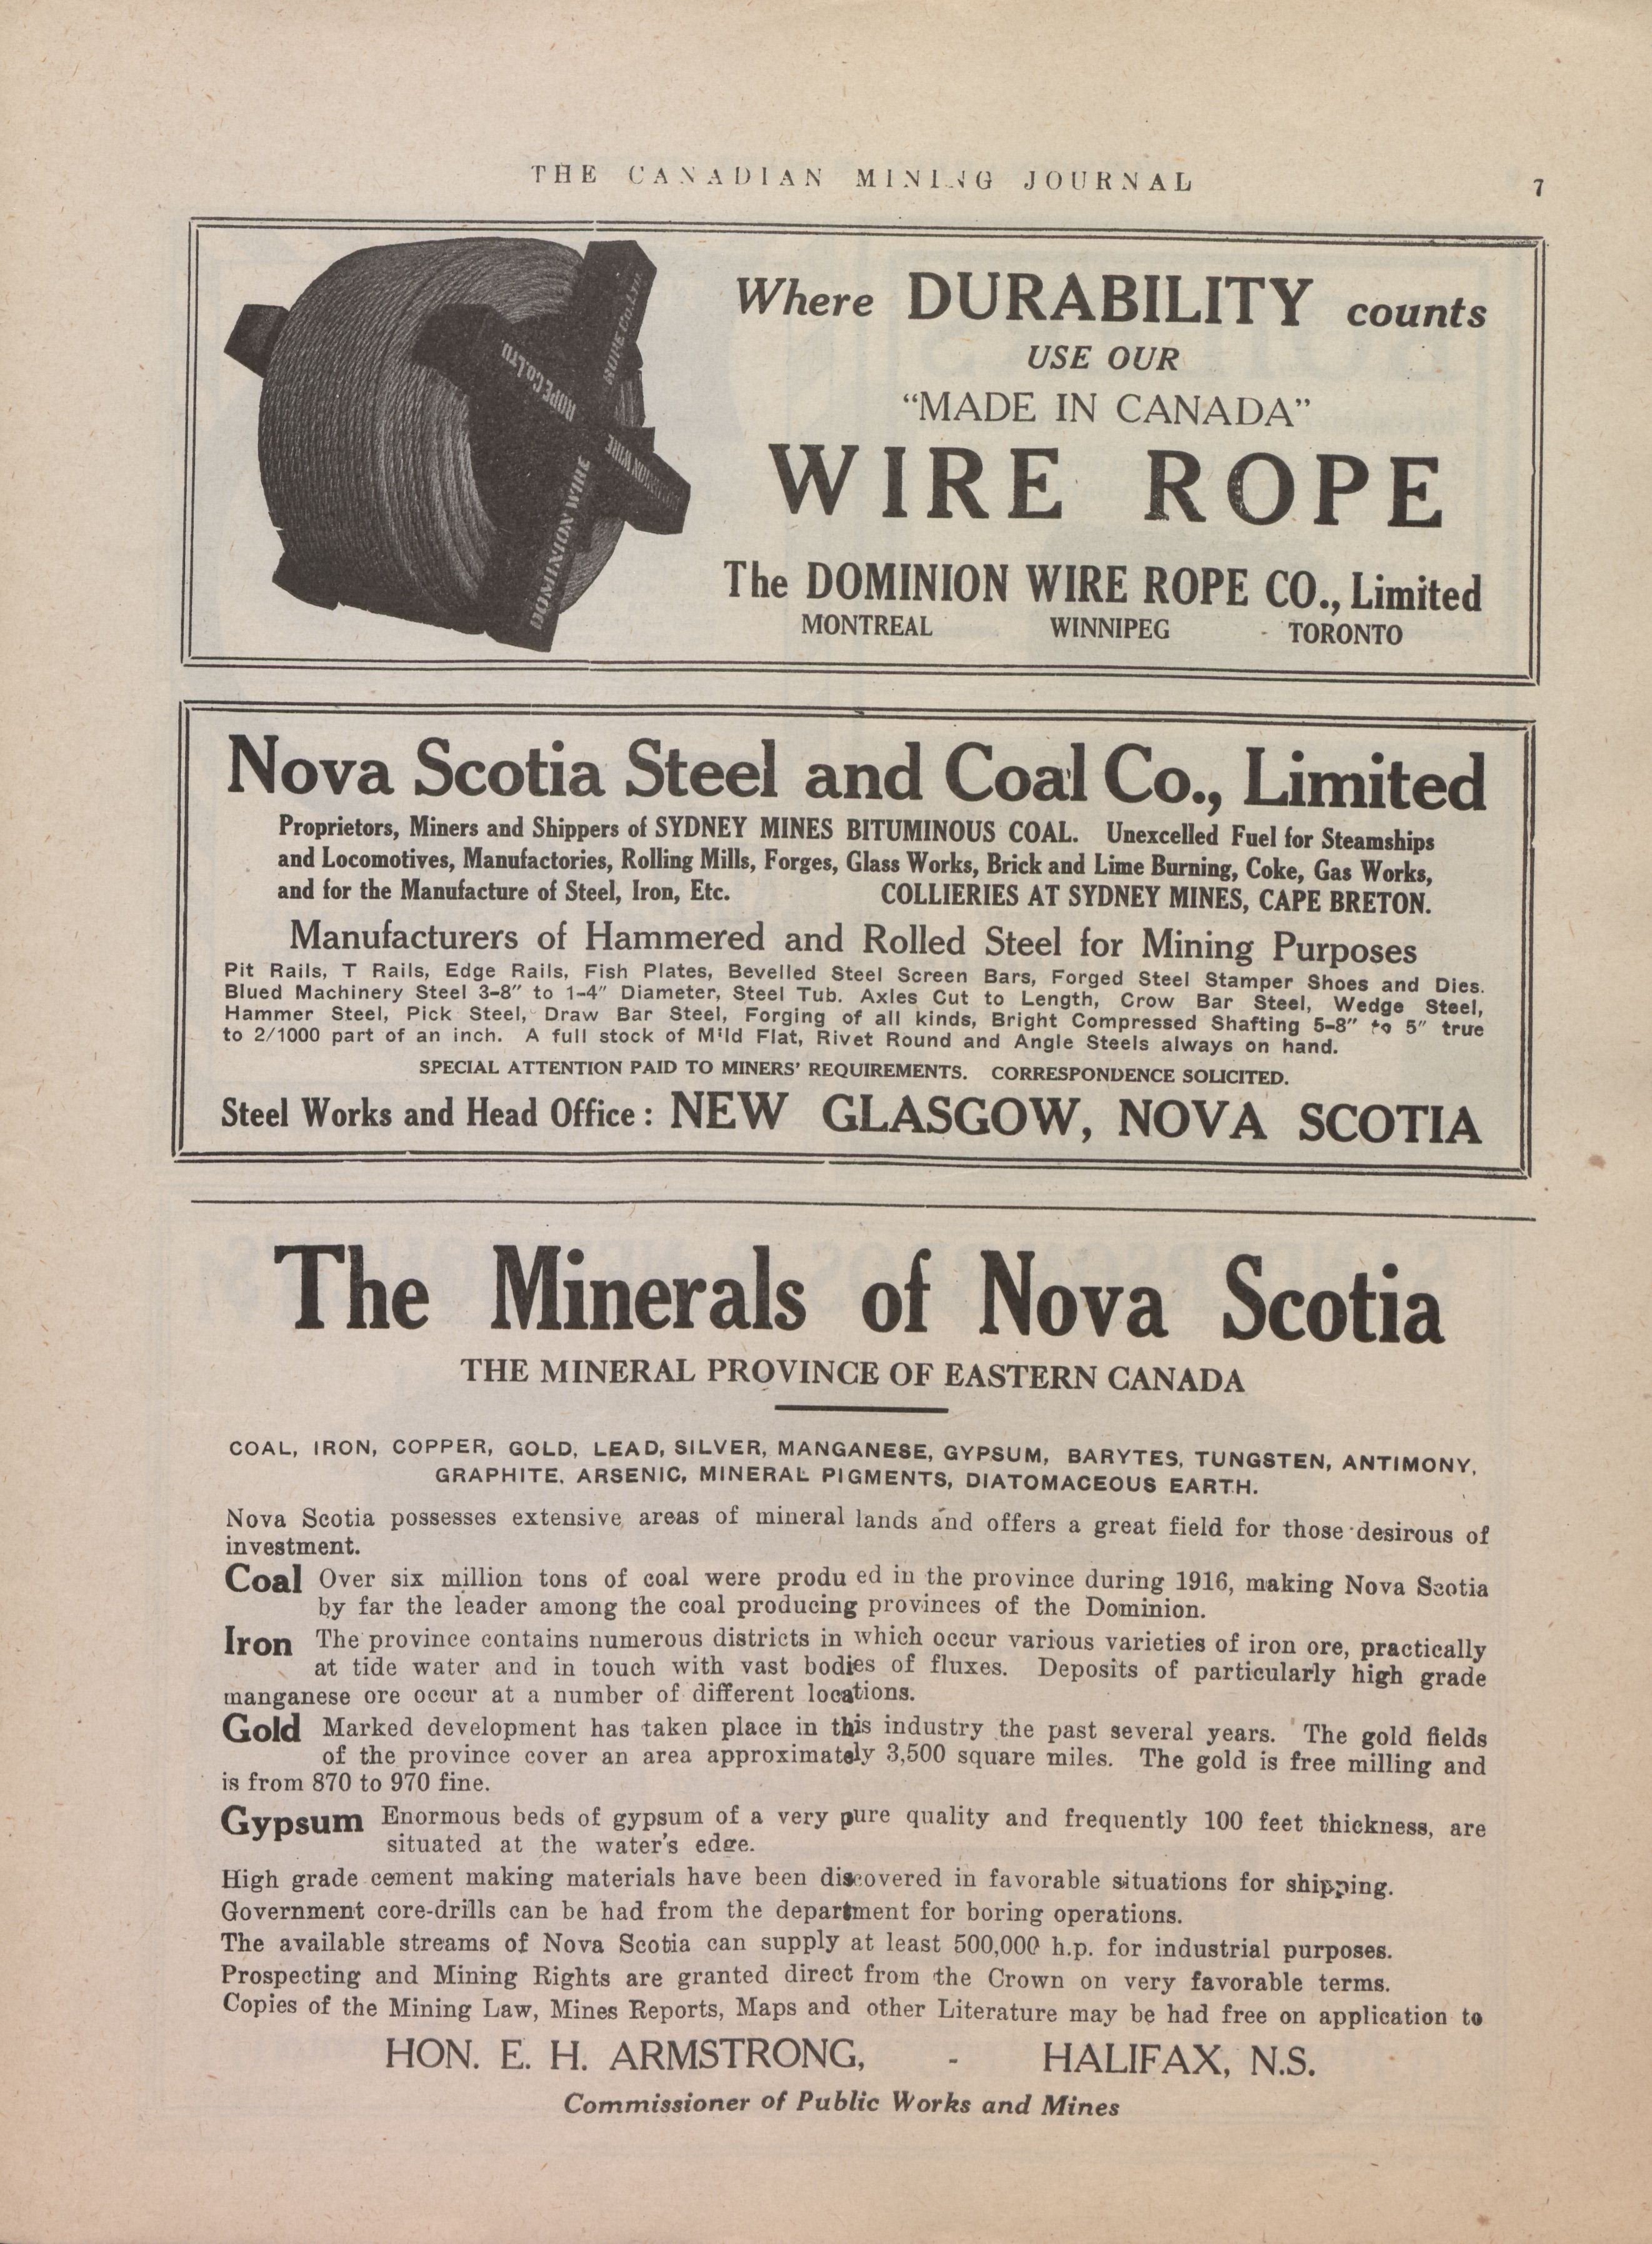 THE CANADIAN MINING JOURNAL 7
ROPE Co. LTD
ROPE Co. LTD
DOMINION WIRE
DOMINION WIRE
Where DURABILITY counts
USE OUR
“MADE IN CANADA”
WIRE ROPE
The DOMINION WIRE ROPE CO., Limited
MONTREAL WINNIPEG - TORONTO
Nova Scotia Steel and Coal Co., Limited
Proprietors, Miners and Shippers of SYDNEY MINES BITUMINOUS COAL. Unexcelled Fuel for Steamships
and Locomotives, Manufactories, Rolling Mills, Forges, Glass Works, Brick and Lime Burning, Coke, Gas Works,
and for the Manufacture of Steel, Iron, Etc. COLLIERIES AT SYDNEY MINES, CAPE BRETON.
Manufacturers of Hammered and Rolled Steel for Mining Purposes
Pit Rails, T Rails, Edge Rails, Fish Plates, Bevelled Steel Screen Bars, Forged Steel Stamper Shoes and Dies.
Blued Machinery Steel 3–8″ to 1–4″ Diameter, Steel Tub. Axles Cut to Length, Crow Bar Steel, Wedge Steel,
Hammer Steel, Pick Steel, Draw Bar Steel, Forging of all kinds, Bright Compressed Shafting 5–8″ to 5″ true
to 2/1000 part of an inch. A full stock of Mild Flat, Rivet Round and Angle Steels always on hand.
SPECIAL ATTENTION PAID TO MINERS’ REQUIREMENTS. CORRESPONDENCE SOLICITED.
Steel Works and Head Office : NEW GLASGOW, NOVA SCOTIA
The Minerals of Nova Scotia
THE MINERAL PROVINCE OF EASTERN CANADA
COAL, IRON, COPPER, GOLD, LEAD, SILVER, MANGANESE, GYPSUM, BARYTES, TUNGSTEN, ANTIMONY,
GRAPHITE, ARSENIC, MINERAL PIGMENTS, DIATOMACEOUS EARTH.
Nova Scotia possesses extensive areas of mineral lands and offers a great field for those desirous of
investment.
Coal Over six million tons of coal were produ ed in the province during 1916, making Nova Scotia
by far the leader among the coal producing provinces of the Dominion.
Iron The province contains numerous districts in which occur various varieties of iron ore, practically
at tide water and in touch with vast bodies of fluxes. Deposits of particularly high grade
manganese ore occur at a number of different locations.
Gold Marked development has taken place in this industry the past several years. The gold fields
of the province cover an area approximately 3,500 square miles. The gold is free milling and
is from 870 to 970 fine.
Gypsum Enormous beds of gypsum of a very pure quality and frequently 100 feet thickness, are
situated at the water’s edge.
High grade cement making materials have been discovered in favorable situations for shipping.
Government core-drills can be had from the department for boring operations.
The available streams of Nova Scotia can supply at least 500,000 h.p. for industrial purposes.
Prospecting and Mining Rights are granted direct from the Crown on very favorable terms.
Copies of the Mining Law, Mines Reports, Maps and other Literature may be had free on application to
HON. E. H. ARMSTRONG, - HALIFAX, N.S.
Commissioner of Public Works and Mines